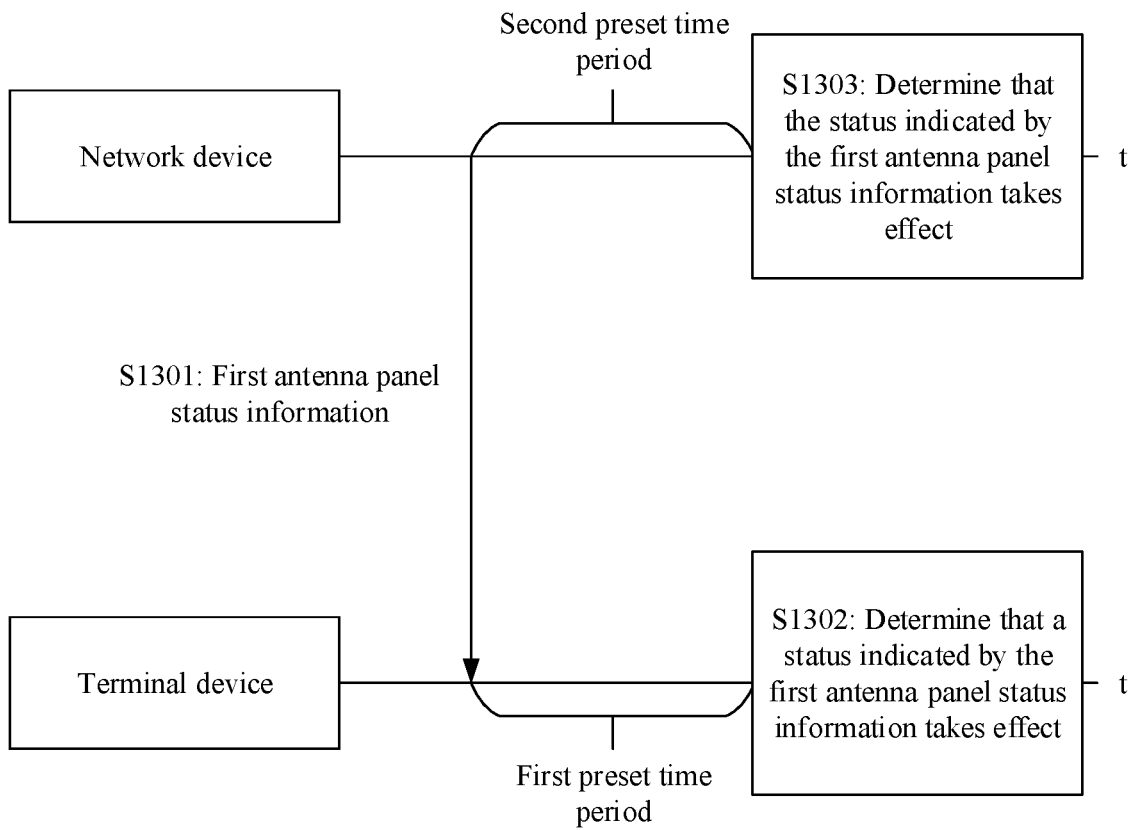 Second preset time
period
Network device
S1303: Determine that
the status indicated by
the first antenna panel
status information takes
effect
t
S1301: First antenna panel
status information
Terminal device
S1302: Determine that a
status indicated by the
first antenna panel status
information takes effect
t
First preset time
period